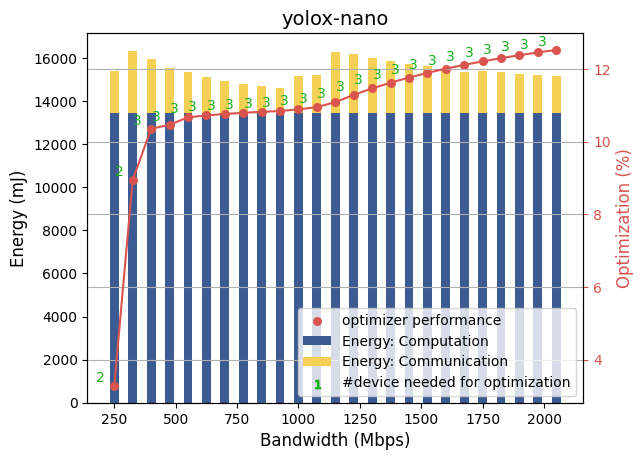 yolox-nano
16000
14000
12000
10000
8000
6000
4000
2000
0
Energy (mJ)
2 2 3 3 3 3 3 3 3 3 3 3 3 3 3 3 3 3 3 3 3 3 3 3 3
12
10
8
6
4
Optimization (%)
optimizer performance
Energy: Computation
Energy: Communication
1 #device needed for optimization
250 500 750 1000 1250 1500 1750 2000
Bandwidth (Mbps)